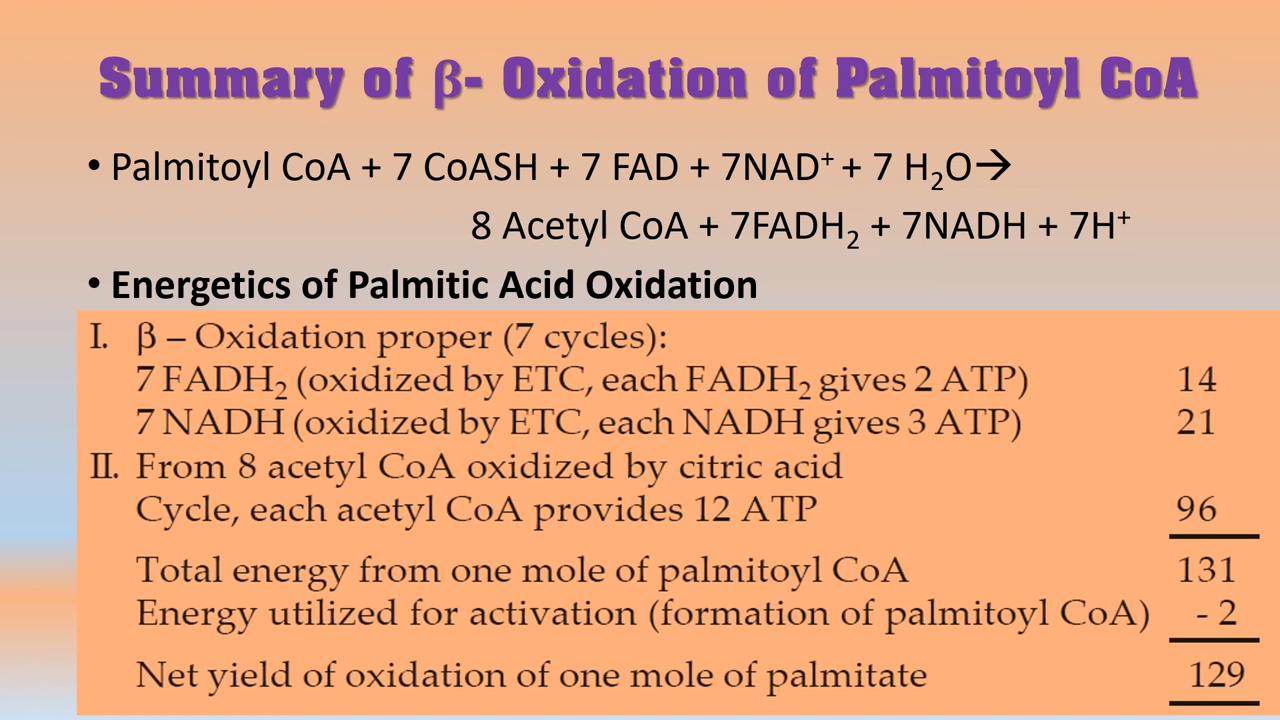 Summary of β- Oxidation of Palmitoyl CoA
• Palmitoyl CoA + 7 CoASH + 7 FAD + 7NAD⁺ + 7 H₂O→
8 Acetyl CoA + 7FADH₂ + 7NADH + 7H⁺
• Energetics of Palmitic Acid Oxidation
I. β – Oxidation proper (7 cycles):
7 FADH₂ (oxidized by ETC, each FADH₂ gives 2 ATP) 14
7 NADH (oxidized by ETC, each NADH gives 3 ATP) 21
II. From 8 acetyl CoA oxidized by citric acid
Cycle, each acetyl CoA provides 12 ATP 96
Total energy from one mole of palmitoyl CoA 131
Energy utilized for activation (formation of palmitoyl CoA) - 2
Net yield of oxidation of one mole of palmitate 129